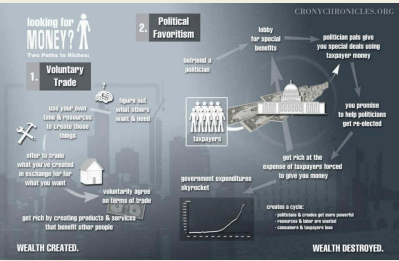 CRONYCHRONICLES.ORG
looking for
MONEY?
Two Paths to Riches:
1.
Voluntary
Trade
figure out
what others
want & need
use your own
time & resources
to create those
things
offer to trade
what you've created
in exchange for for
what you want
voluntarily agree
on terms of trade
get rich by creating products & services
that benefit other people
WEALTH CREATED.
2.
Political
Favoritism
befriend a
politician
lobby
for special
benefits
politician pals give
you special deals using
taxpayer money
you promise
to help politicians
get re-elected
taxpayers
get rich at the
expense of taxpayers forced
to give you money
government expenditures
skyrocket
creates a cycle:
- politicians & cronies get more powerful
- resources & labor are wasted
- consumers & taxpayers lose
WEALTH DESTROYED.